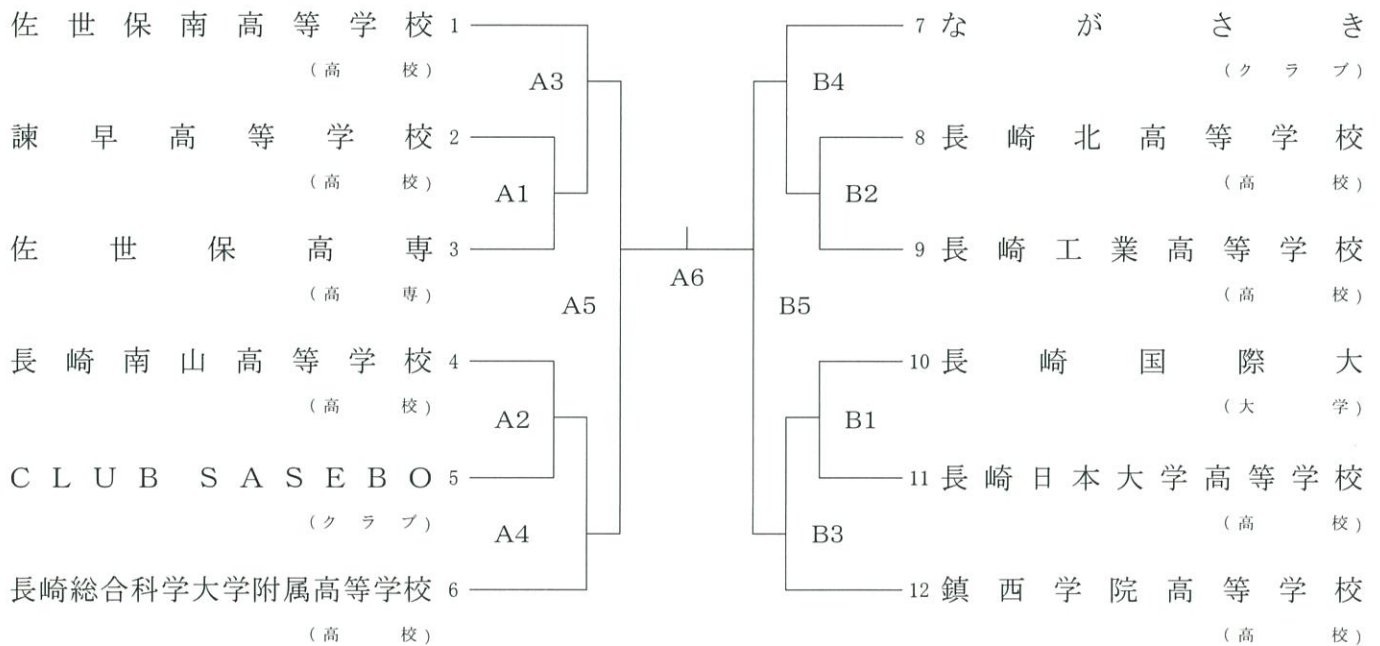 佐世保南高等学校 1
(高校)
諫早高等学校 2
(高校)
佐世保高専 3
(高専)
長崎南山高等学校 4
(高校)
CLUB SASEBO 5
(クラブ)
長崎総合科学大学附属高等学校 6
(高校)
A3
A1
A5
A2
A4
A6
B4
B2
B5
B1
B3
7 ながさき
(クラブ)
8 長崎北高等学校
(高校)
9 長崎工業高等学校
(高校)
10 長崎国際大
(大学)
11 長崎日本大学高等学校
(高校)
12 鎮西学院高等学校
(高校)